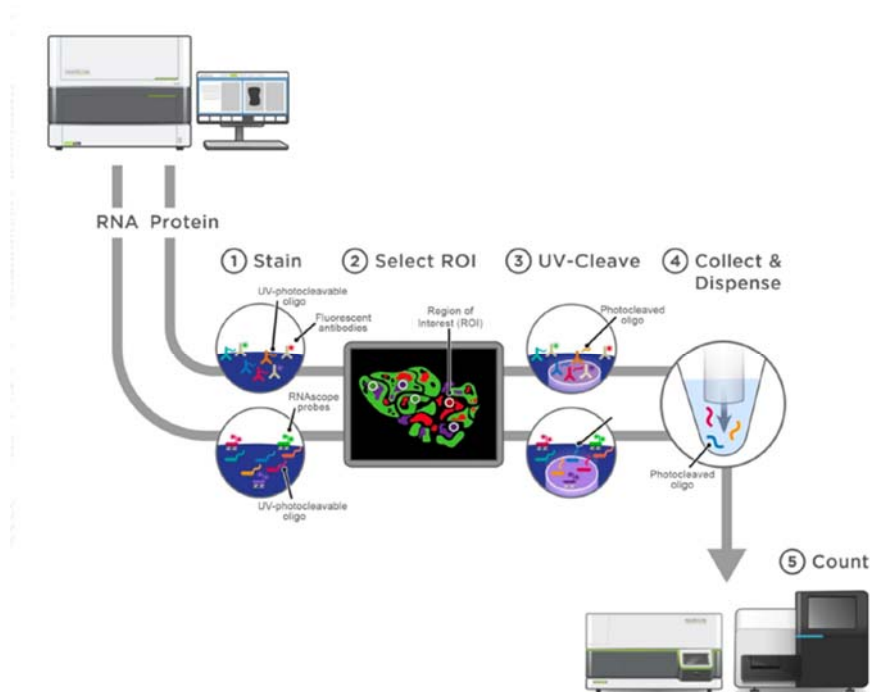 RNA Protein
1 Stain
2 Select ROI
3 UV-Cleave
4 Collect &
Dispense
UV-photocleavable
oligo
Fluorescent
antibodies
Region of
Interest (ROI)
Photocleaved
oligo
RNAscope
probes
UV-photocleavable
oligo
Photocleaved
oligo
5 Count